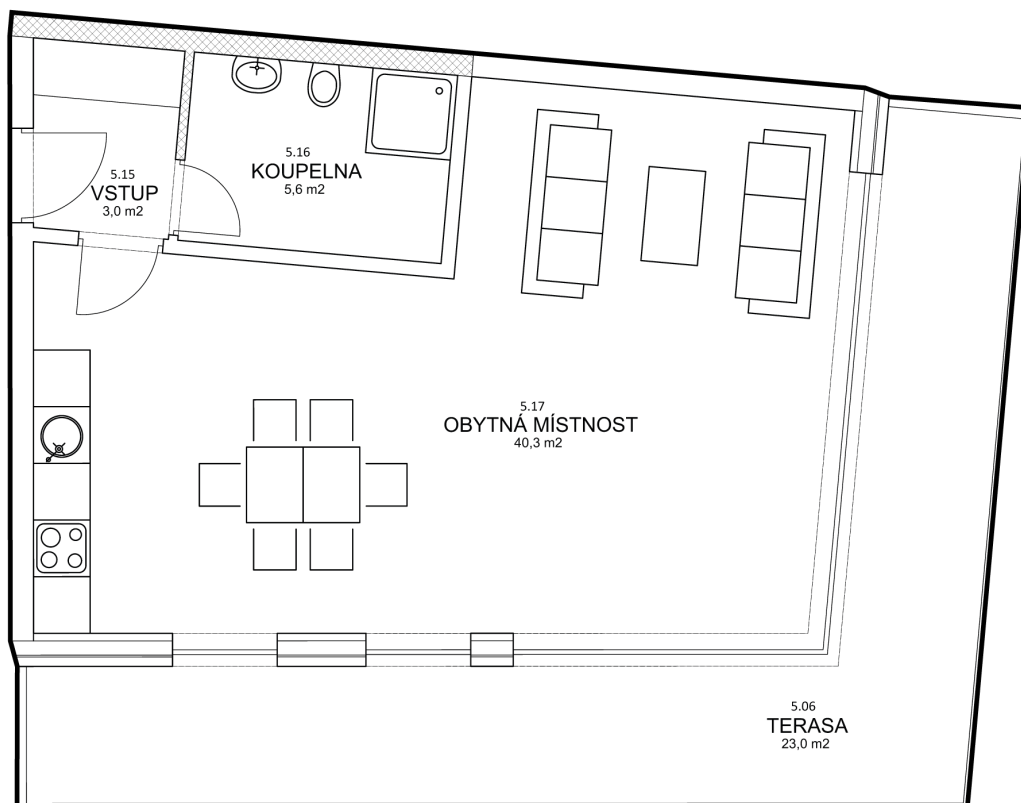 5.16
KOUPELNA
5,6 m2
5.15
VSTUP
3,0 m2
5.17
OBYTNÁ MÍSTNOST
40,3 m2
5.06
TERASA
23,0 m2